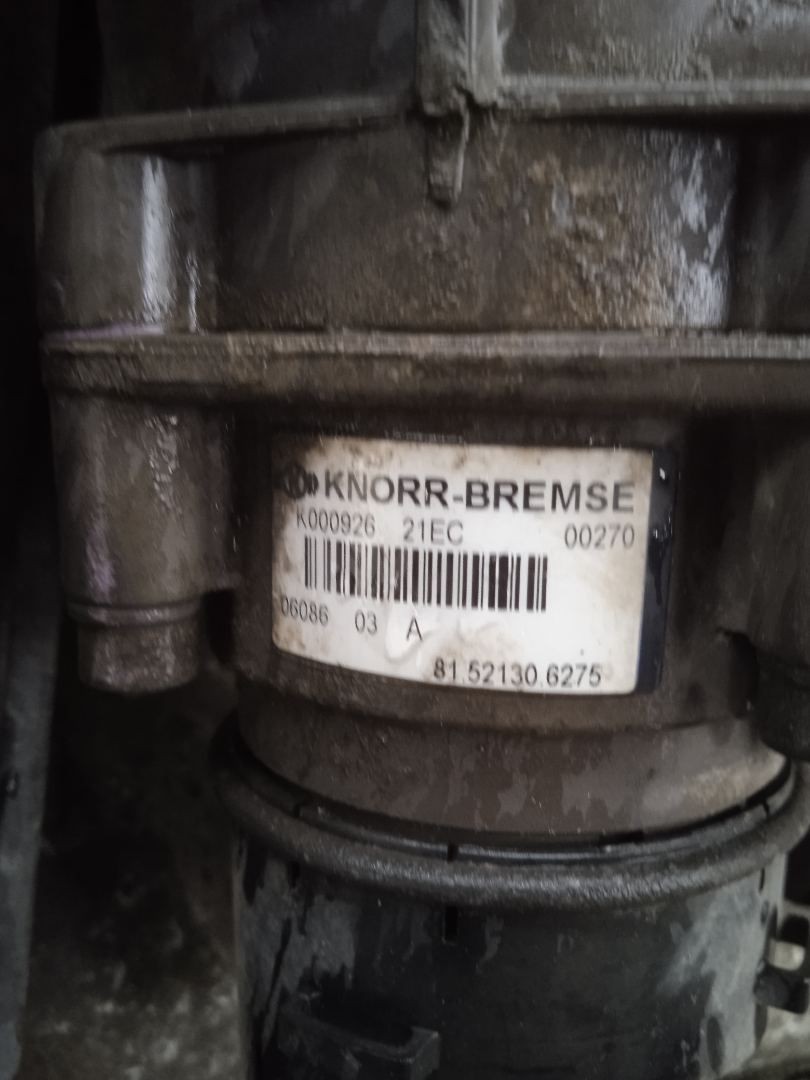 KNORR-BREMSE
K000926 21EC 00270
06086 03 A
81.52130.6275